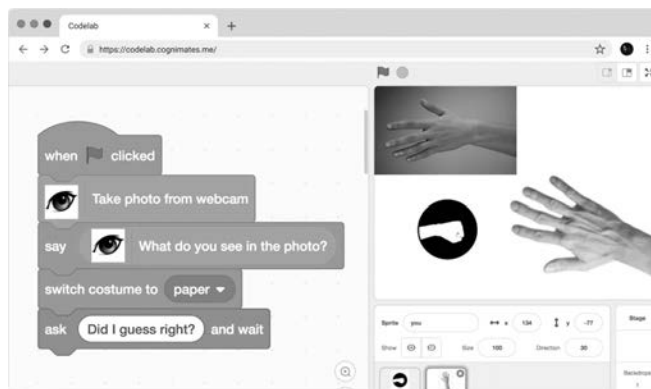 Codelab
https://codelab.cognimates.me/
when clicked
Take photo from webcam
say What do you see in the photo?
switch costume to paper
ask Did I guess right? and wait
Sprite you x 134 y -77
Show Size 100 Direction 30
Stage
Backdrops
1